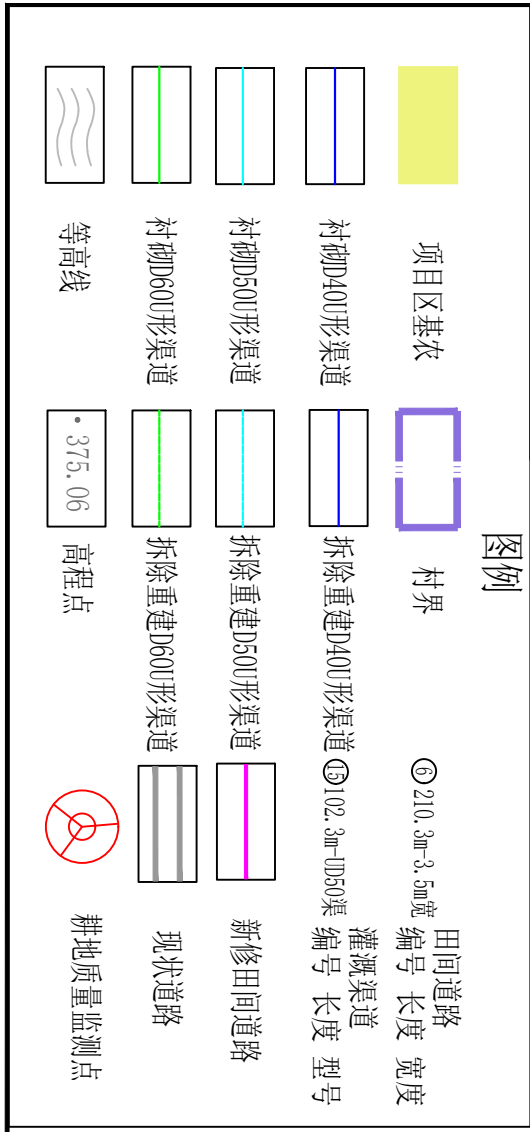 图例
项目区基农
村界
⑥210.3m-3.5m宽
田间道路
编号 长度 宽度
衬砌D40U形渠道
拆除重建D40U形渠道
⑮102.3m-UD50渠
灌溉渠道
编号 长度 型号
衬砌D50U形渠道
拆除重建D50U形渠道
新修田间道路
衬砌D60U形渠道
拆除重建D60U形渠道
现状道路
等高线
375.06
高程点
耕地质量监测点